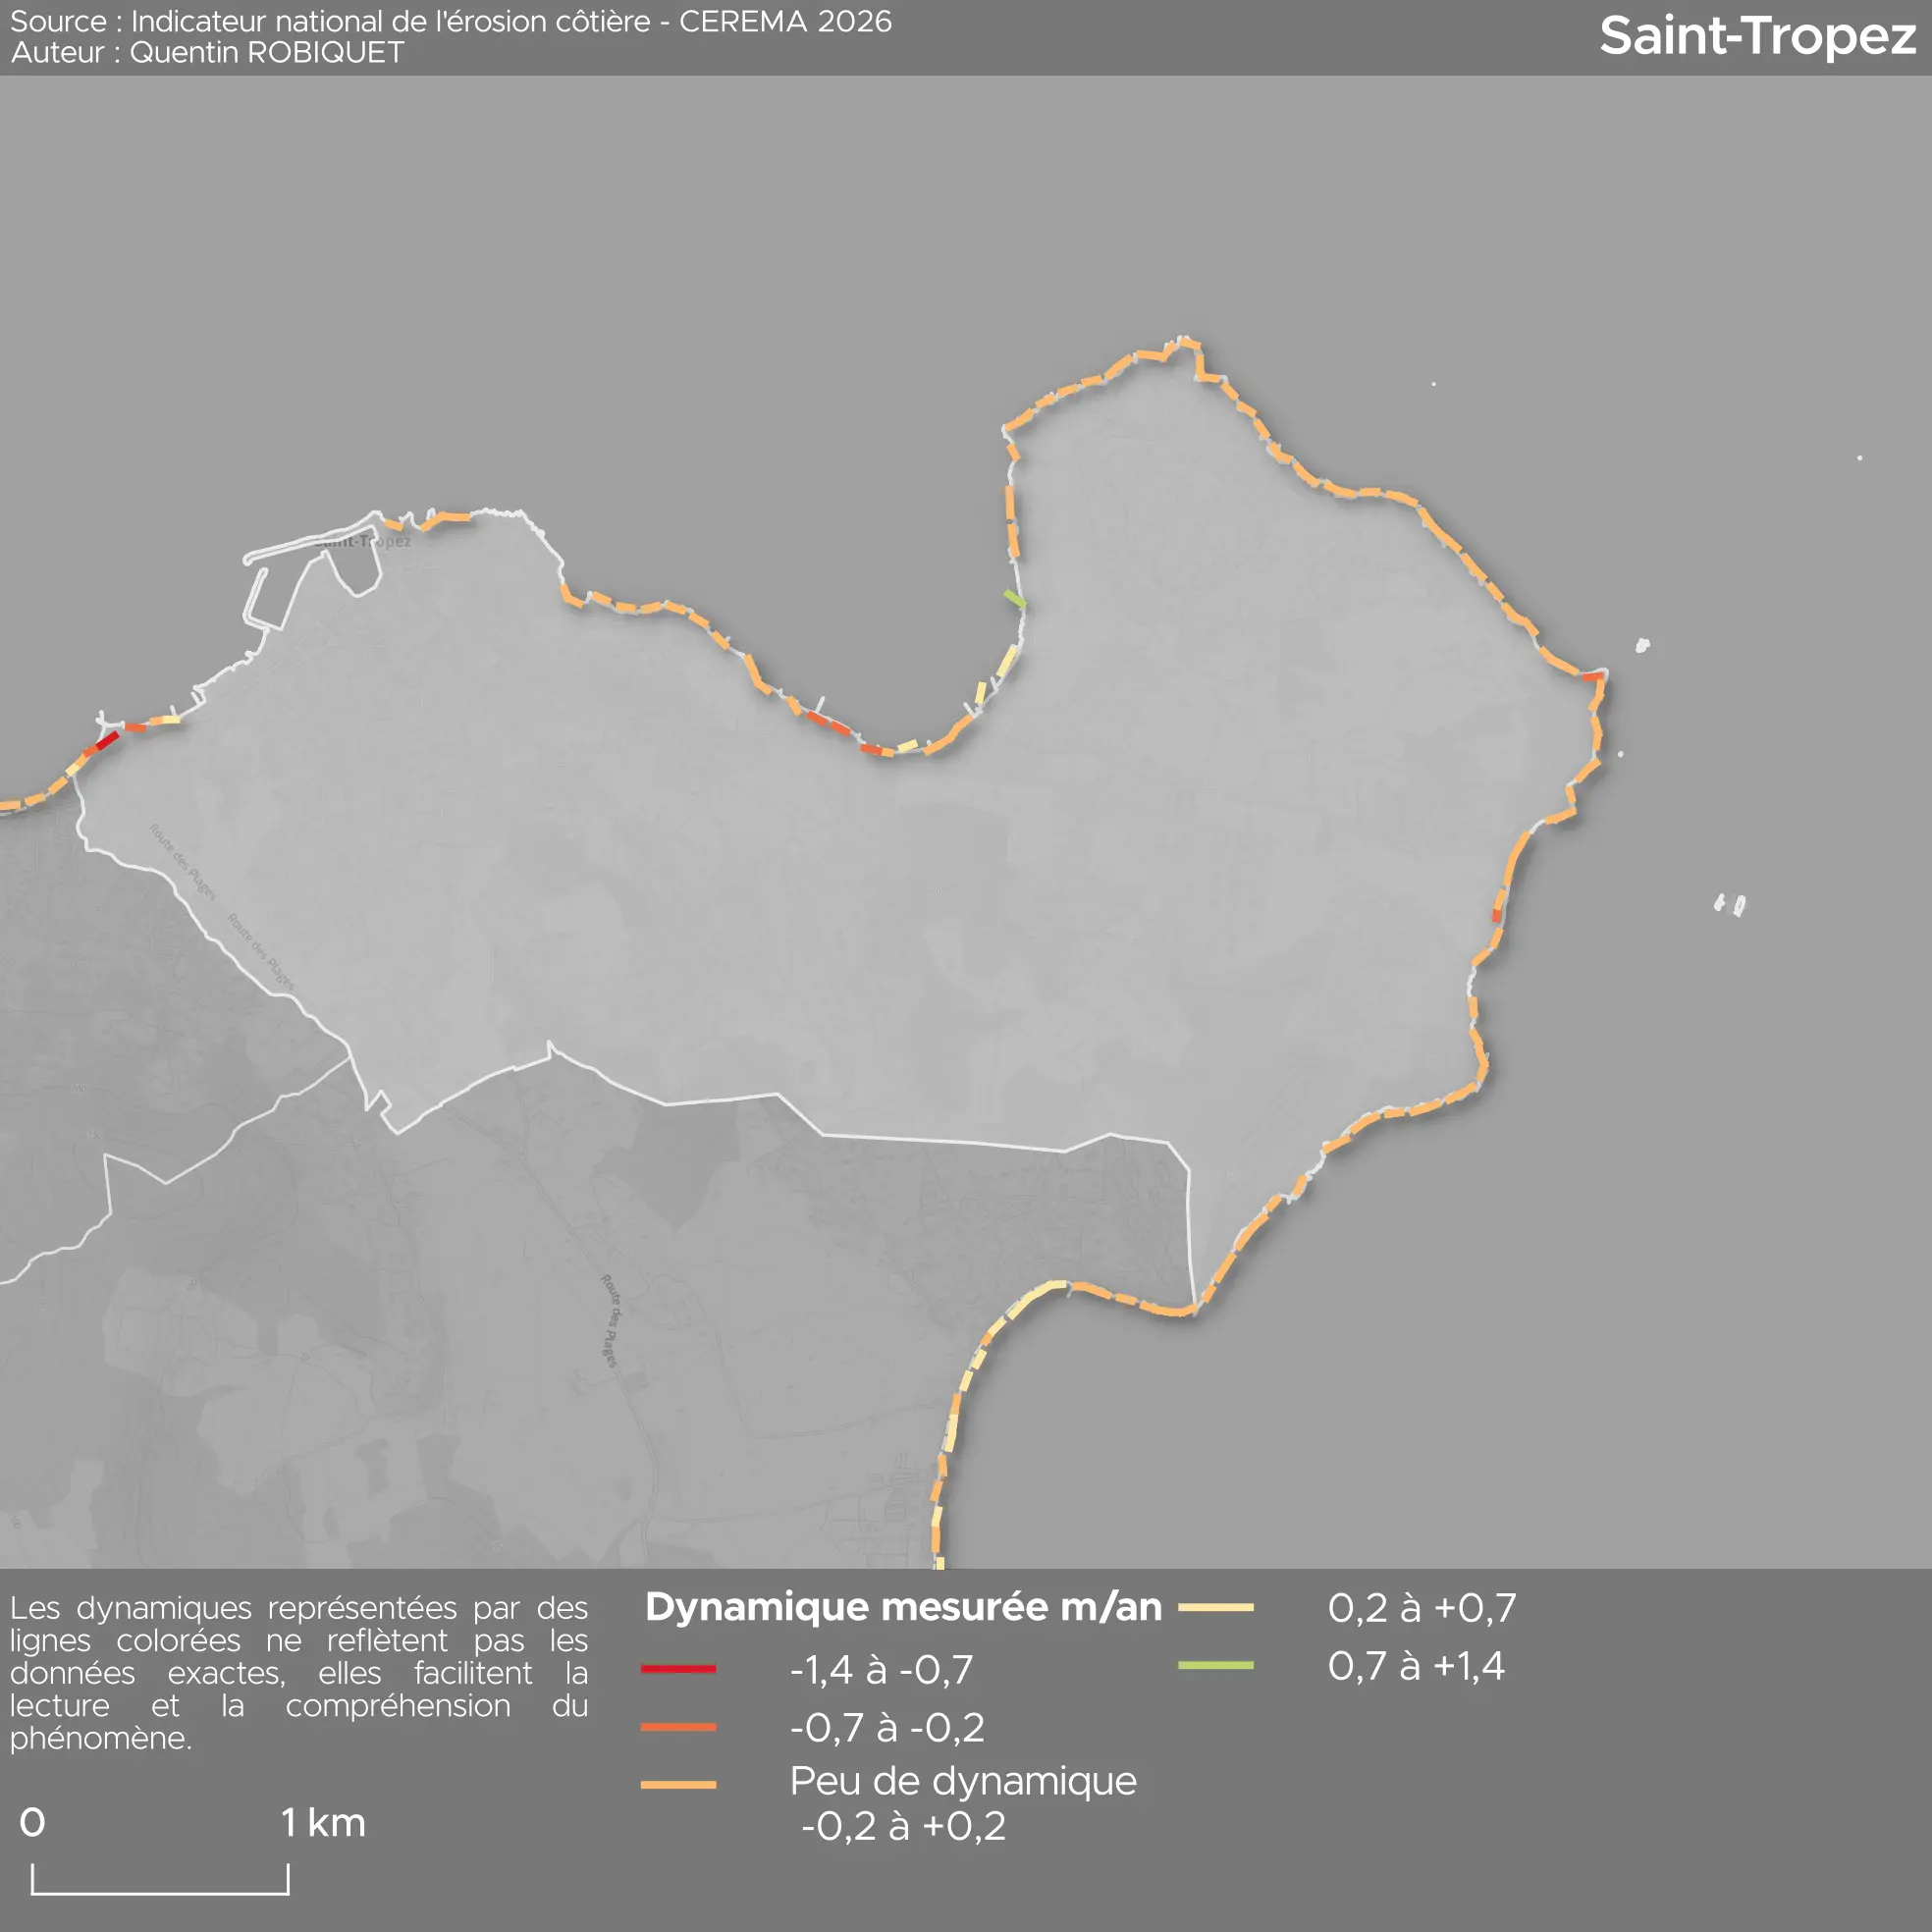 Source : Indicateur national de l'érosion côtière - CEREMA 2026
Auteur : Quentin ROBIQUET
Saint-Tropez
Saint-Tropez
Route des Plages
Route des Plages
Route des Plages
Les dynamiques représentées par des
lignes colorées ne reflètent pas les
données exactes, elles facilitent la
lecture et la compréhension du
phénomène.
0 1 km
Dynamique mesurée m/an
-1,4 à -0,7
-0,7 à -0,2
Peu de dynamique
-0,2 à +0,2
0,2 à +0,7
0,7 à +1,4